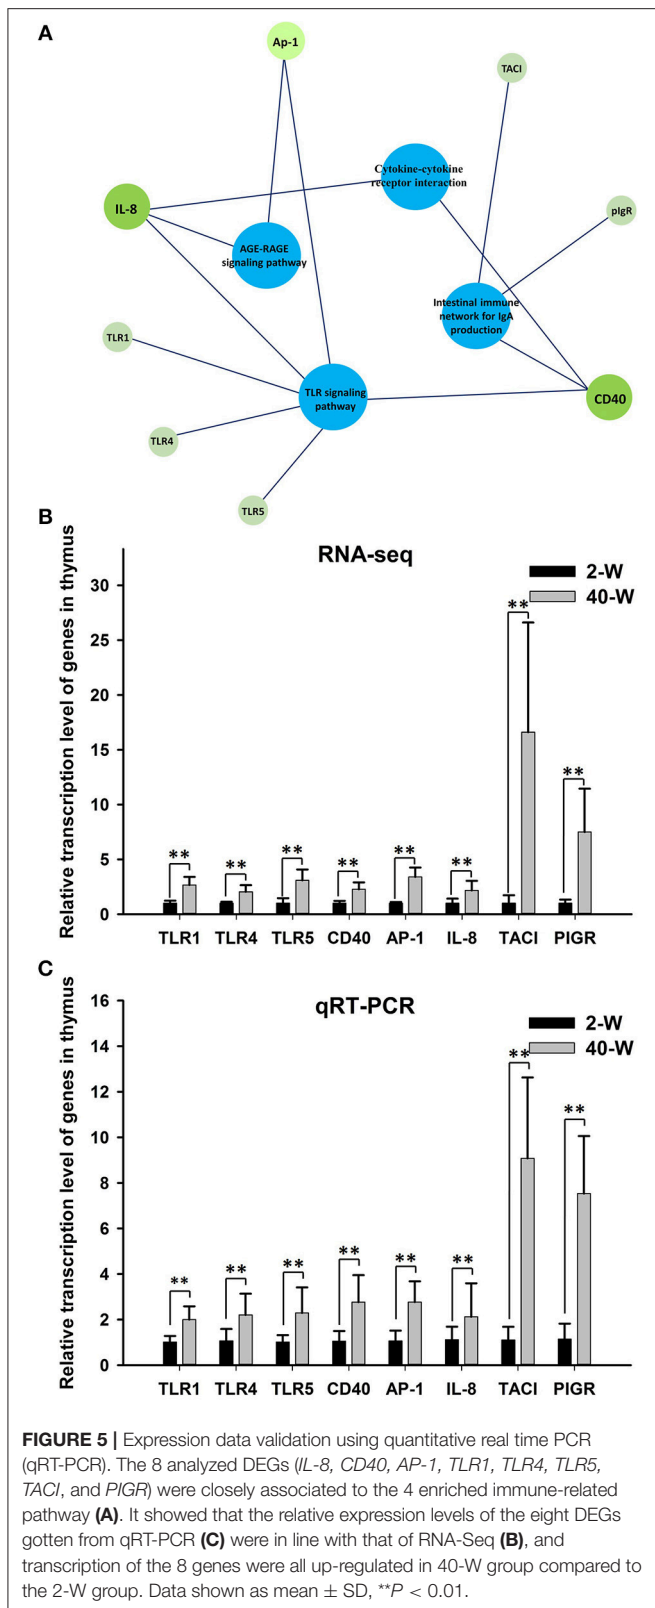 A
Ap-1
TACI
Cytokine-cytokine
receptor interaction
IL-8
pIgR
AGE-RAGE
signaling pathway
Intestinal immune
network for IgA
production
TLR1
TLR signaling
pathway
CD40
TLR4
TLR5
B
RNA-seq
2-W
40-W
Relative transcription level of genes in thymus
30
25
20
15
10
5
0
** ** ** ** ** ** ** **
TLR1 TLR4 TLR5 CD40 AP-1 IL-8 TACI PIGR
C
qRT-PCR
2-W
40-W
Relative transcription level of genes in thymus
16
14
12
10
8
6
4
2
0
** ** ** ** ** ** ** **
TLR1 TLR4 TLR5 CD40 AP-1 IL-8 TACI PIGR
FIGURE 5 | Expression data validation using quantitative real time PCR
(qRT-PCR). The 8 analyzed DEGs (IL-8, CD40, AP-1, TLR1, TLR4, TLR5,
TACI, and PIGR) were closely associated to the 4 enriched immune-related
pathway (A). It showed that the relative expression levels of the eight DEGs
gotten from qRT-PCR (C) were in line with that of RNA-Seq (B), and
transcription of the 8 genes were all up-regulated in 40-W group compared to
the 2-W group. Data shown as mean ± SD, **P < 0.01.